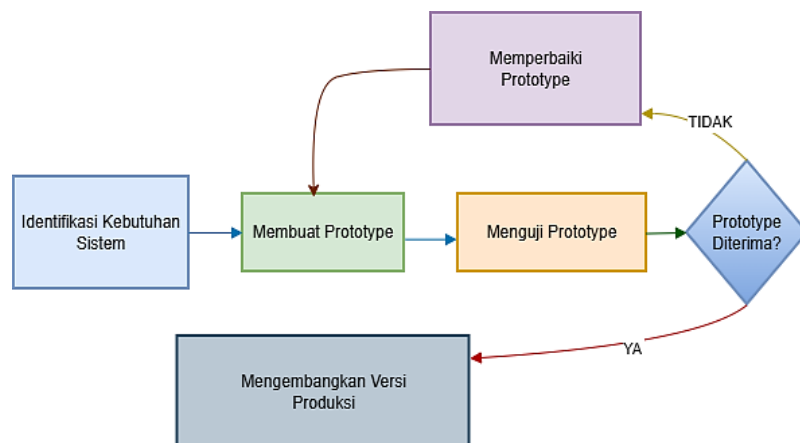 Memperbaiki
Prototype
TIDAK
Identifikasi Kebutuhan
Sistem
Membuat Prototype
Menguji Prototype
Prototype
Diterima?
YA
Mengembangkan Versi
Produksi